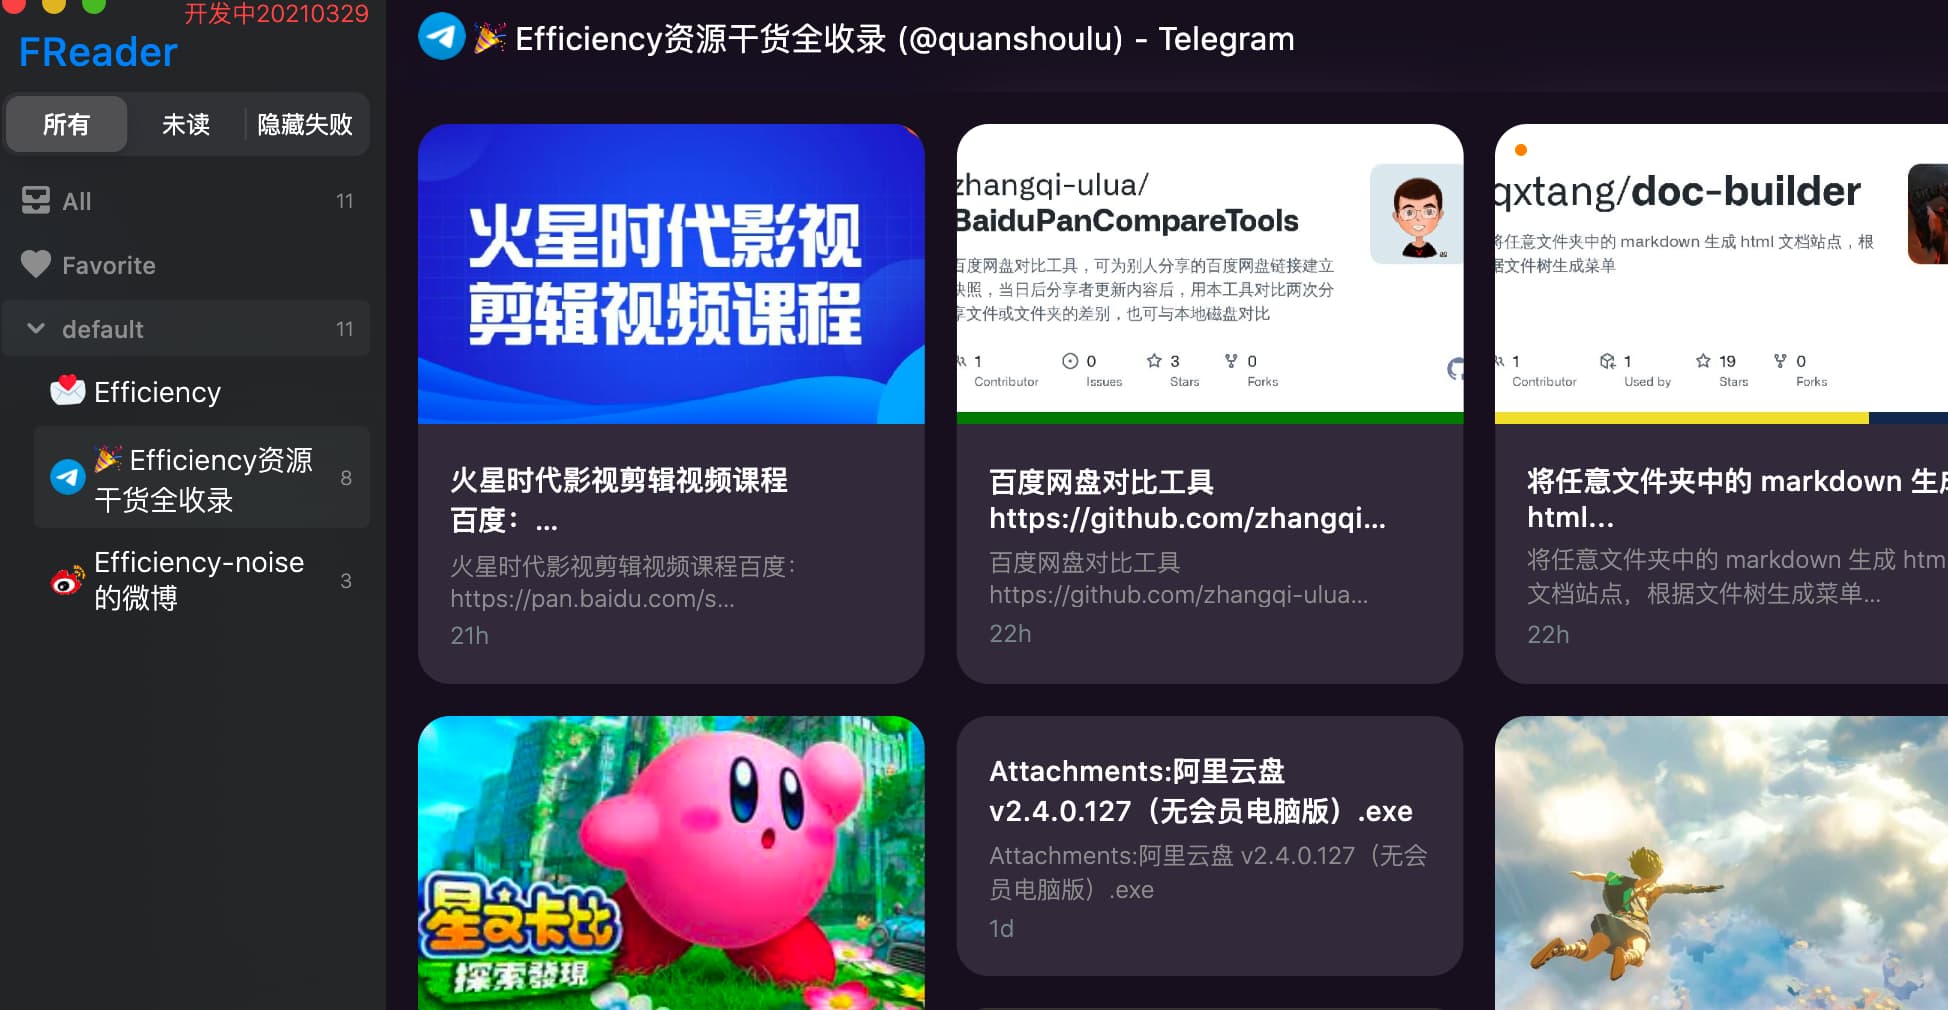 开发中20210329
FReader
所有
未读
隐藏失败
All
11
Favorite
default
11
Efficiency
🎉 Efficiency资源
干货全收录
8
Efficiency-noise
的微博
3
🎉 Efficiency资源干货全收录 (@quanshoulu) - Telegram
火星时代影视
剪辑视频课程
火星时代影视剪辑视频课程
百度：...
火星时代影视剪辑视频课程百度：
https://pan.baidu.com/s...
21h
zhangqi-ulua/
BaiduPanCompareTools
百度网盘对比工具，可为别人分享的百度网盘链接建立
快照，当日后分享者更新内容后，用本工具对比两次分
享文件或文件夹的差别，也可与本地磁盘对比
1
Contributor
0
Issues
3
Stars
0
Forks
百度网盘对比工具
https://github.com/zhangqi...
百度网盘对比工具
https://github.com/zhangqi-ulua...
22h
qxtang/doc-builder
将任意文件夹中的 markdown 生成 html 文档站点，根
据文件树生成菜单
1
Contributor
1
Used by
19
Stars
0
Forks
将任意文件夹中的 markdown 生成
html...
将任意文件夹中的 markdown 生成 htm
文档站点，根据文件树生成菜单...
22h
星之卡比
探索發現
Attachments:阿里云盘
v2.4.0.127（无会员电脑版）.exe
Attachments:阿里云盘 v2.4.0.127（无会
员电脑版）.exe
1d